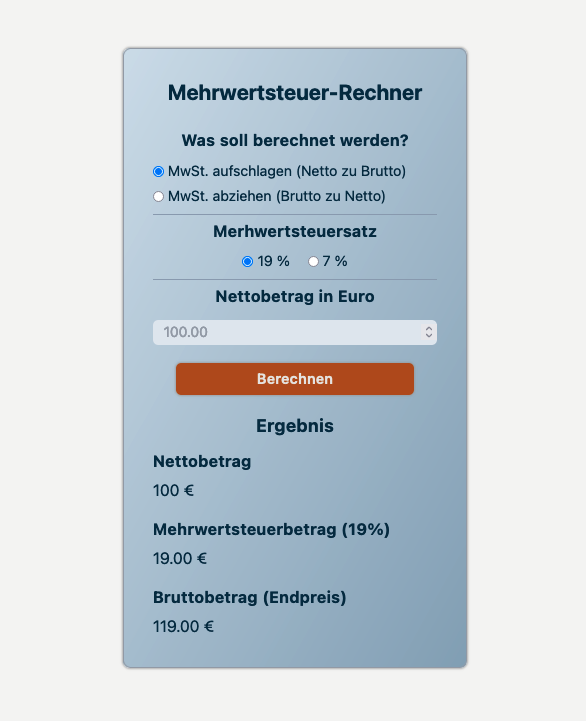 Mehrwertsteuer-Rechner
Was soll berechnet werden?
MwSt. aufschlagen (Netto zu Brutto)
MwSt. abziehen (Brutto zu Netto)
Merhwertsteuersatz
19 % 7 %
Nettobetrag in Euro
100.00
Berechnen
Ergebnis
Nettobetrag
100 €
Mehrwertsteuerbetrag (19%)
19.00 €
Bruttobetrag (Endpreis)
119.00 €